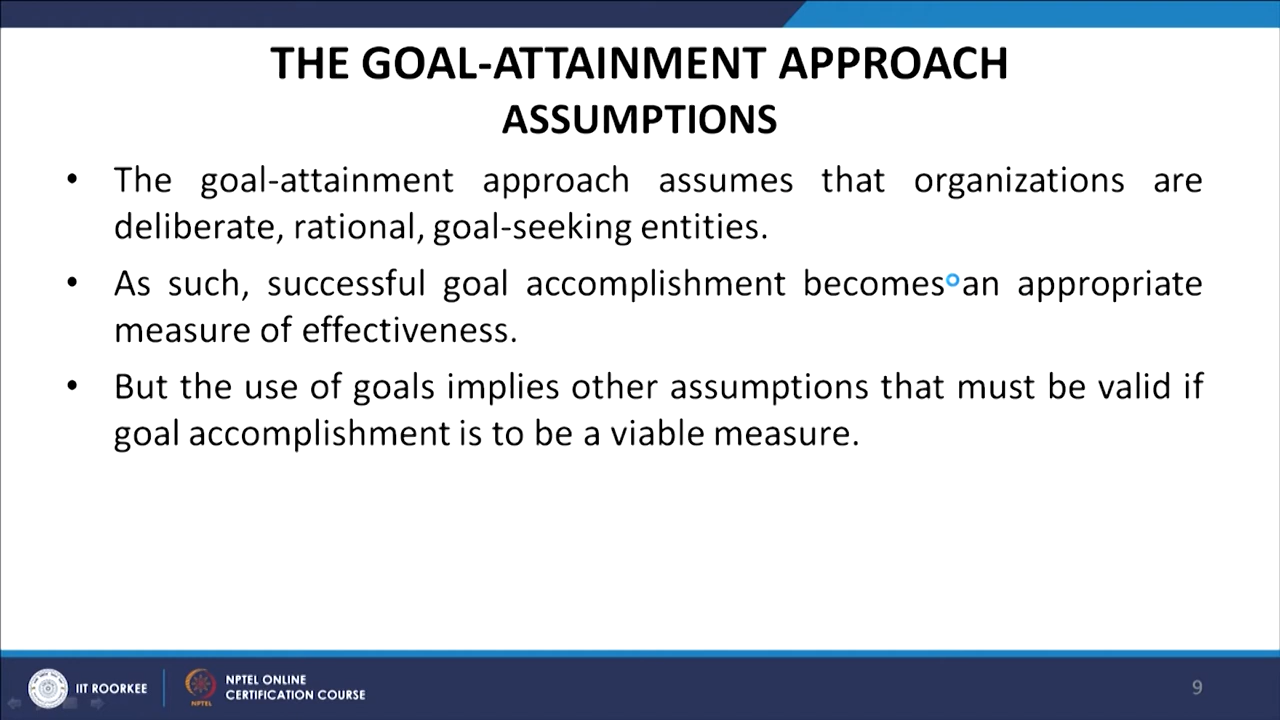 THE GOAL-ATTAINMENT APPROACH
ASSUMPTIONS
• The goal-attainment approach assumes that organizations are
deliberate, rational, goal-seeking entities.
• As such, successful goal accomplishment becomes an appropriate
measure of effectiveness.
• But the use of goals implies other assumptions that must be valid if
goal accomplishment is to be a viable measure.
IIT ROORKEE
NPTEL
NPTEL ONLINE
CERTIFICATION COURSE
9